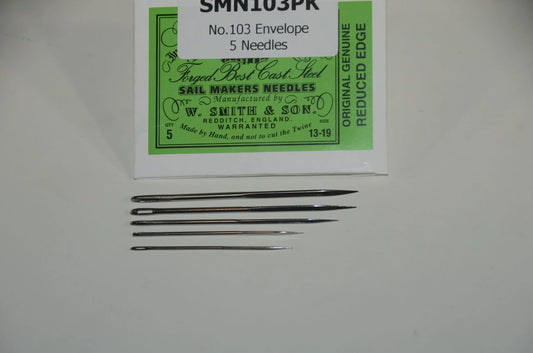 SMN103PK
No.103 Envelope
5 Needles
Forged Best Cast Steel
SAIL MAKERS NEEDLES
Manufactured by
W. SMITH & SON.
REDDITCH, ENGLAND.
WARRANTED
QTY
5
Made by Hand, and not to cut the Twine
SIZE
13-19
ORIGINAL GENUINE
REDUCED EDGE